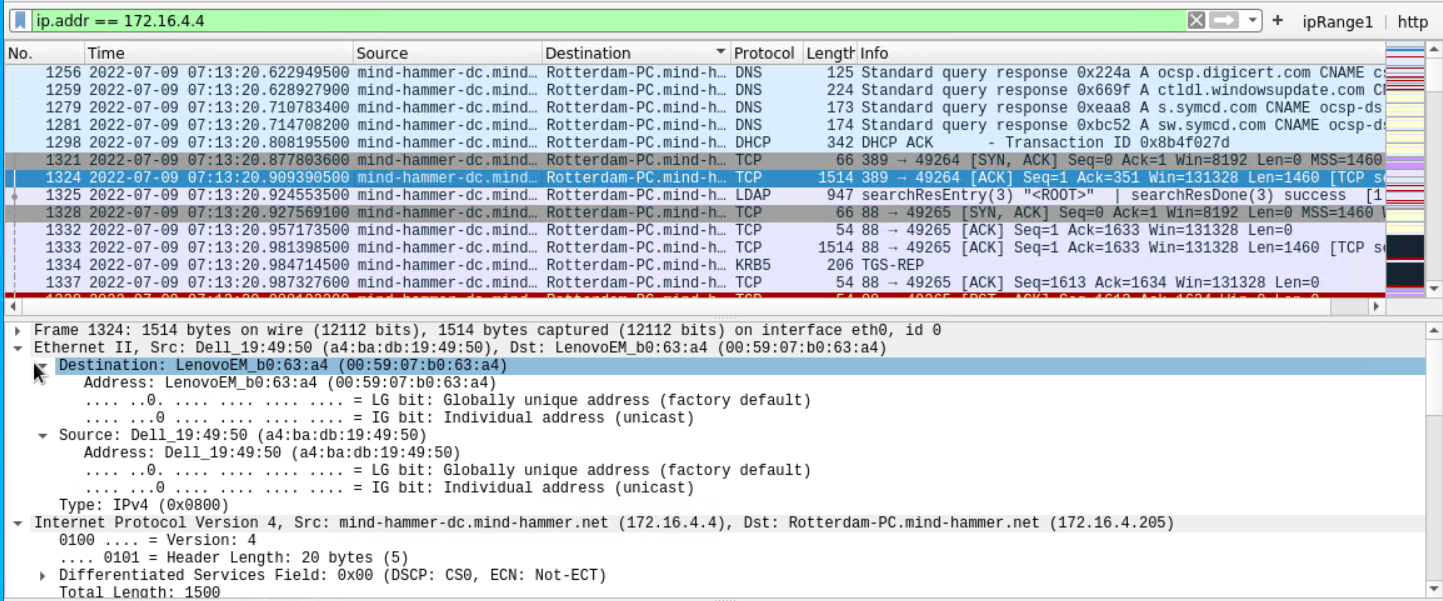 ip.addr == 172.16.4.4 + ipRange1 http
No. Time Source Destination Protocol Length Info
1256 2022-07-09 07:13:20.622949500 mind-hammer-dc.mind… Rotterdam-PC.mind-h… DNS 125 Standard query response 0x224a A ocsp.digicert.com CNAME cs
1259 2022-07-09 07:13:20.628927900 mind-hammer-dc.mind… Rotterdam-PC.mind-h… DNS 224 Standard query response 0x669f A ctldl.windowsupdate.com CN
1279 2022-07-09 07:13:20.710783400 mind-hammer-dc.mind… Rotterdam-PC.mind-h… DNS 173 Standard query response 0xeaa8 A s.symcd.com CNAME ocsp-ds
1281 2022-07-09 07:13:20.714708200 mind-hammer-dc.mind… Rotterdam-PC.mind-h… DNS 174 Standard query response 0xbc52 A sw.symcd.com CNAME ocsp-ds
1298 2022-07-09 07:13:20.808195500 mind-hammer-dc.mind… Rotterdam-PC.mind-h… DHCP 342 DHCP ACK - Transaction ID 0x8b4f027d
1321 2022-07-09 07:13:20.877803600 mind-hammer-dc.mind… Rotterdam-PC.mind-h… TCP 66 389 → 49264 [SYN, ACK] Seq=0 Ack=1 Win=8192 Len=0 MSS=1460
1324 2022-07-09 07:13:20.909390500 mind-hammer-dc.mind… Rotterdam-PC.mind-h… TCP 1514 389 → 49264 [ACK] Seq=1 Ack=351 Win=131328 Len=1460 [TCP se
1325 2022-07-09 07:13:20.924553500 mind-hammer-dc.mind… Rotterdam-PC.mind-h… LDAP 947 searchResEntry(3) "<ROOT>" | searchResDone(3) success [1
1328 2022-07-09 07:13:20.927569100 mind-hammer-dc.mind… Rotterdam-PC.mind-h… TCP 66 88 → 49265 [SYN, ACK] Seq=0 Ack=1 Win=8192 Len=0 MSS=1460 W
1332 2022-07-09 07:13:20.957173500 mind-hammer-dc.mind… Rotterdam-PC.mind-h… TCP 54 88 → 49265 [ACK] Seq=1 Ack=1633 Win=131328 Len=0
1333 2022-07-09 07:13:20.981398500 mind-hammer-dc.mind… Rotterdam-PC.mind-h… TCP 1514 88 → 49265 [ACK] Seq=1 Ack=1633 Win=131328 Len=1460 [TCP se
1334 2022-07-09 07:13:20.984714500 mind-hammer-dc.mind… Rotterdam-PC.mind-h… KRB5 206 TGS-REP
1337 2022-07-09 07:13:20.987327600 mind-hammer-dc.mind… Rotterdam-PC.mind-h… TCP 54 88 → 49265 [ACK] Seq=1613 Ack=1634 Win=131328 Len=0
Frame 1324: 1514 bytes on wire (12112 bits), 1514 bytes captured (12112 bits) on interface eth0, id 0
Ethernet II, Src: Dell_19:49:50 (a4:ba:db:19:49:50), Dst: LenovoEM_b0:63:a4 (00:59:07:b0:63:a4)
Destination: LenovoEM_b0:63:a4 (00:59:07:b0:63:a4)
Address: LenovoEM_b0:63:a4 (00:59:07:b0:63:a4)
.... ..0. .... .... .... .... = LG bit: Globally unique address (factory default)
.... ...0 .... .... .... .... = IG bit: Individual address (unicast)
Source: Dell_19:49:50 (a4:ba:db:19:49:50)
Address: Dell_19:49:50 (a4:ba:db:19:49:50)
.... ..0. .... .... .... .... = LG bit: Globally unique address (factory default)
.... ...0 .... .... .... .... = IG bit: Individual address (unicast)
Type: IPv4 (0x0800)
Internet Protocol Version 4, Src: mind-hammer-dc.mind-hammer.net (172.16.4.4), Dst: Rotterdam-PC.mind-hammer.net (172.16.4.205)
0100 .... = Version: 4
.... 0101 = Header Length: 20 bytes (5)
Differentiated Services Field: 0x00 (DSCP: CS0, ECN: Not-ECT)
Total Length: 1500